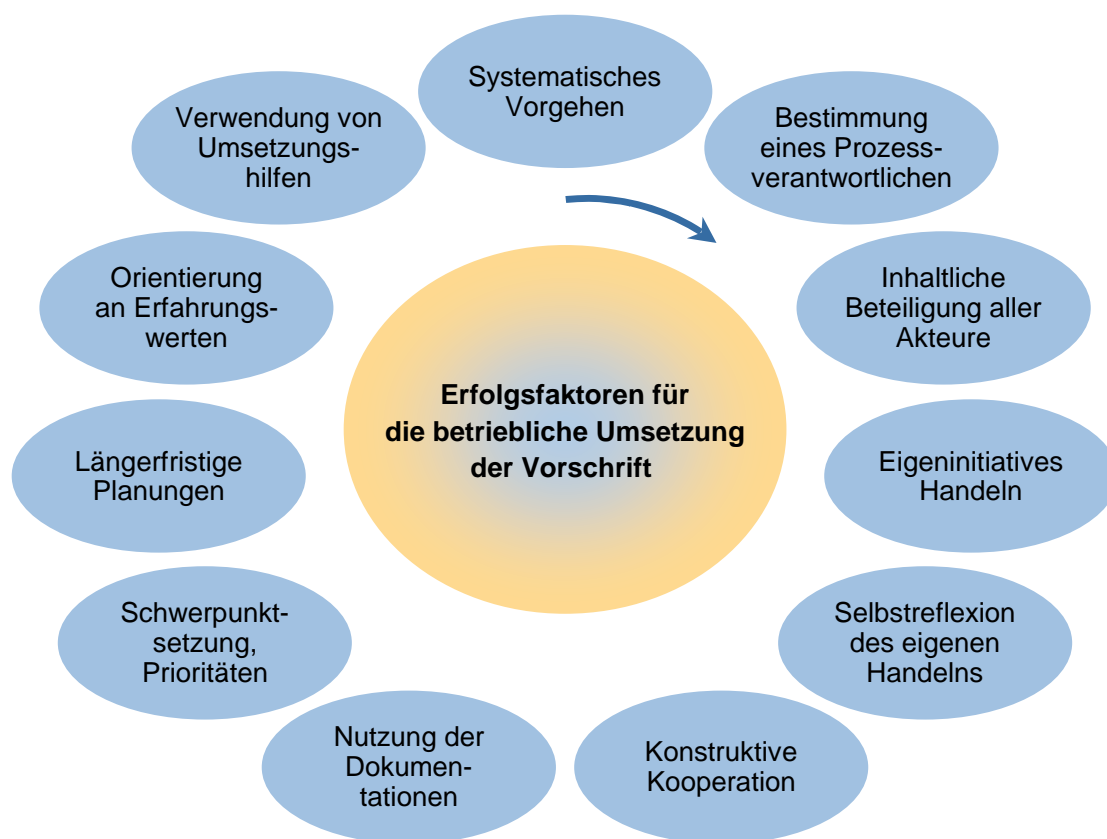 Systematisches
Vorgehen
Bestimmung
eines Prozess-
verantwortlichen
Inhaltliche
Beteiligung aller
Akteure
Eigeninitiatives
Handeln
Selbstreflexion
des eigenen
Handelns
Konstruktive
Kooperation
Nutzung der
Dokumen-
tationen
Schwerpunkt-
setzung,
Prioritäten
Längerfristige
Planungen
Orientierung
an Erfahrungs-
werten
Verwendung von
Umsetzungs-
hilfen
Erfolgsfaktoren für
die betriebliche Umsetzung
der Vorschrift